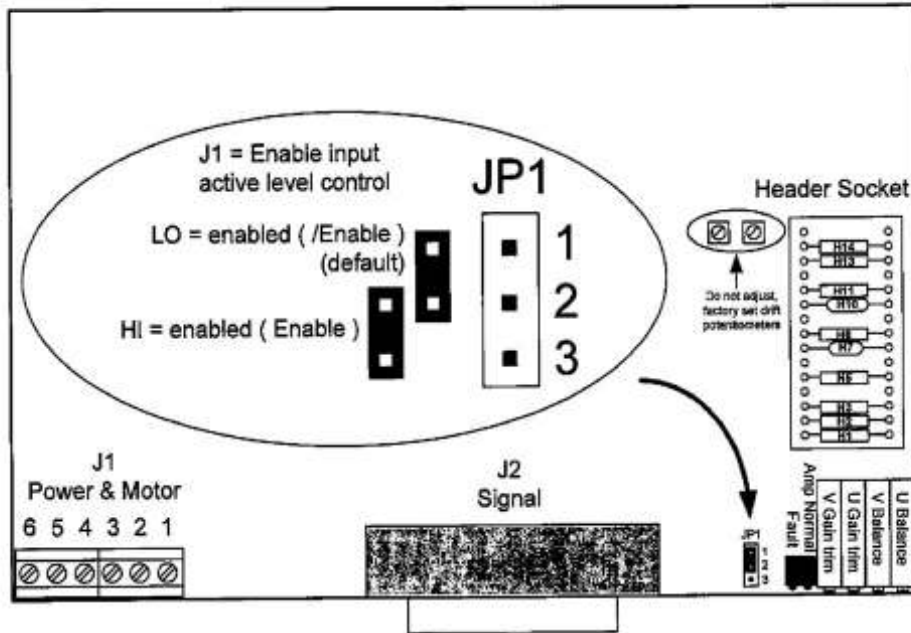 J1 = Enable input
active level control
JP1
LO = enabled ( /Enable )
(default)
HI = enabled ( Enable )
1
2
3
Header Socket
Do not adjust,
factory set drift
potentiometers
H14
H13
H11
H10
H8
H7
H3
H2
H1
J1
Power & Motor
6 5 4 3 2 1
J2
Signal
JP1
1
2
3
Amp Normal
Fault
V Gain trim
U Gain trim
V Balance
U Balance